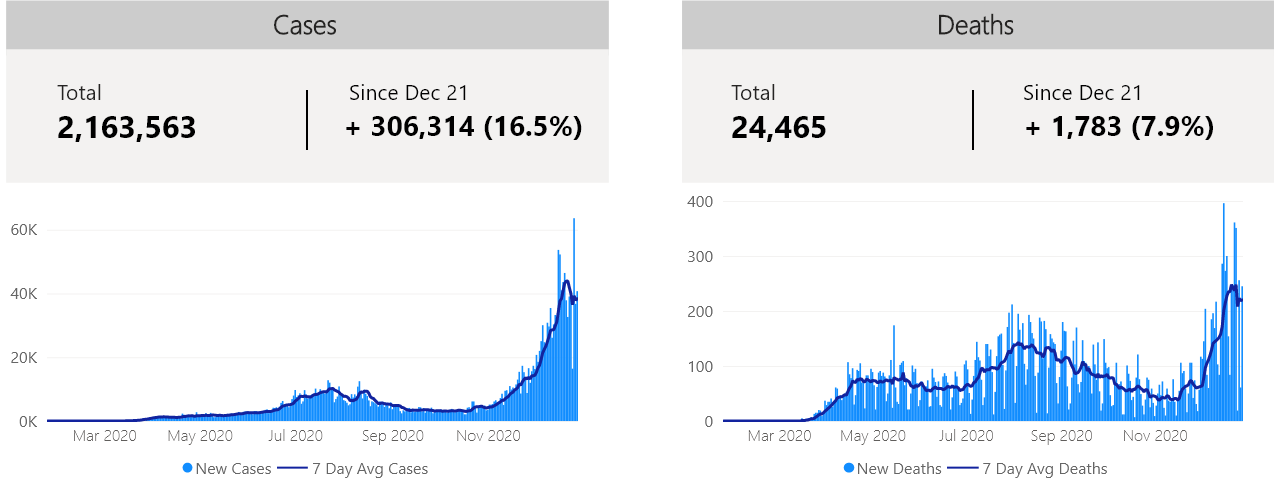 Cases
Total
2,163,563
Since Dec 21
+ 306,314 (16.5%)
60K
40K
20K
0K
Mar 2020 May 2020 Jul 2020 Sep 2020 Nov 2020
New Cases 7 Day Avg Cases
Deaths
Total
24,465
Since Dec 21
+ 1,783 (7.9%)
400
300
200
100
0
Mar 2020 May 2020 Jul 2020 Sep 2020 Nov 2020
New Deaths 7 Day Avg Deaths